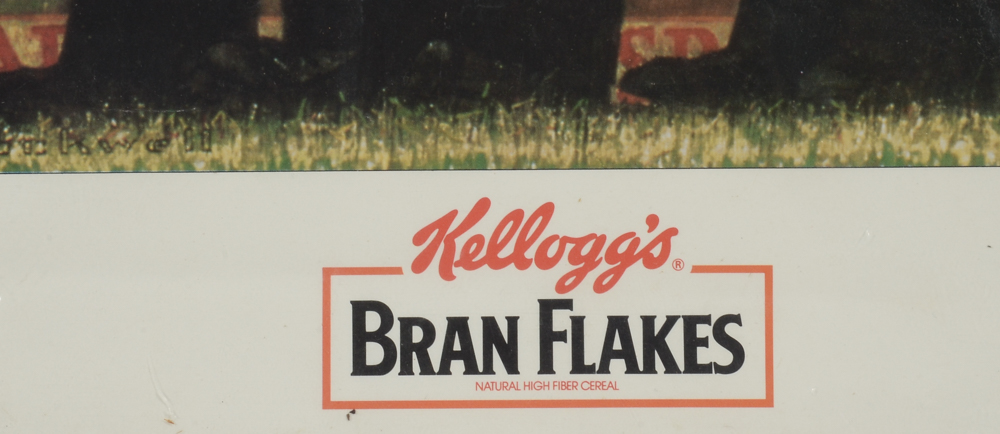 Kellogg's®
BRAN FLAKES
NATURAL HIGH FIBER CEREAL